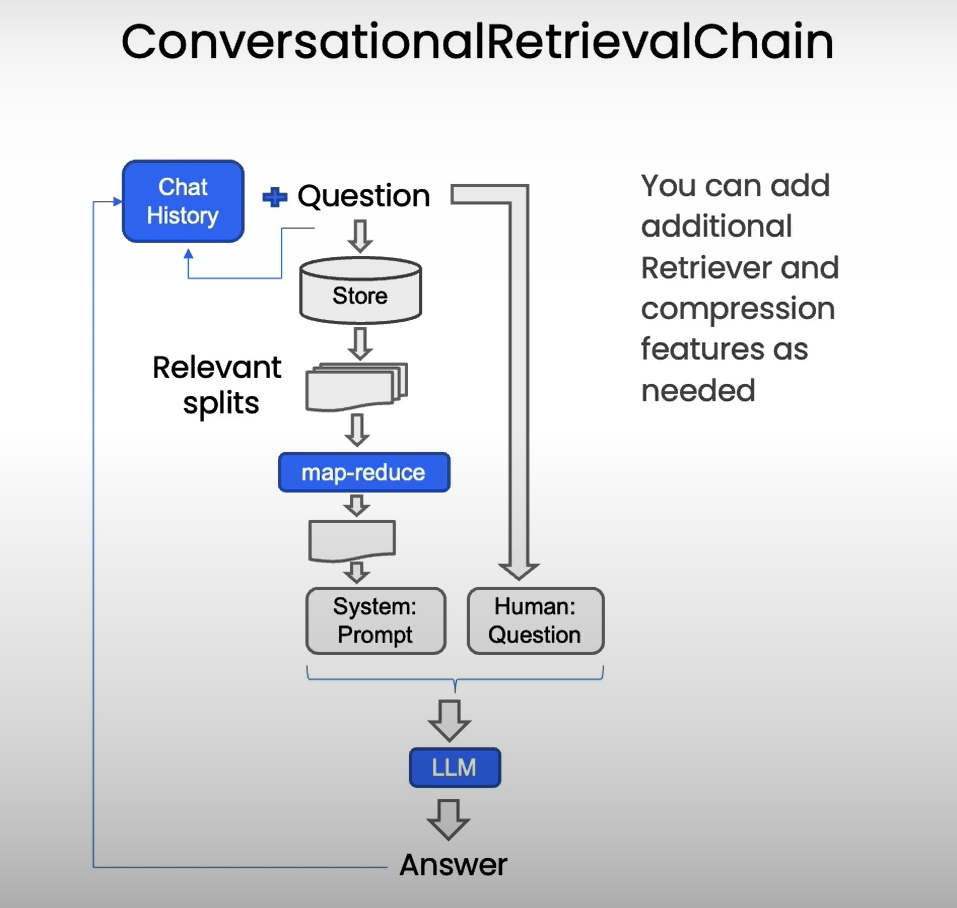 ConversationalRetrievalChain
Chat
History
Question
Store
Relevant
splits
map-reduce
System:
Prompt
Human:
Question
LLM
Answer
You can add
additional
Retriever and
compression
features as
needed